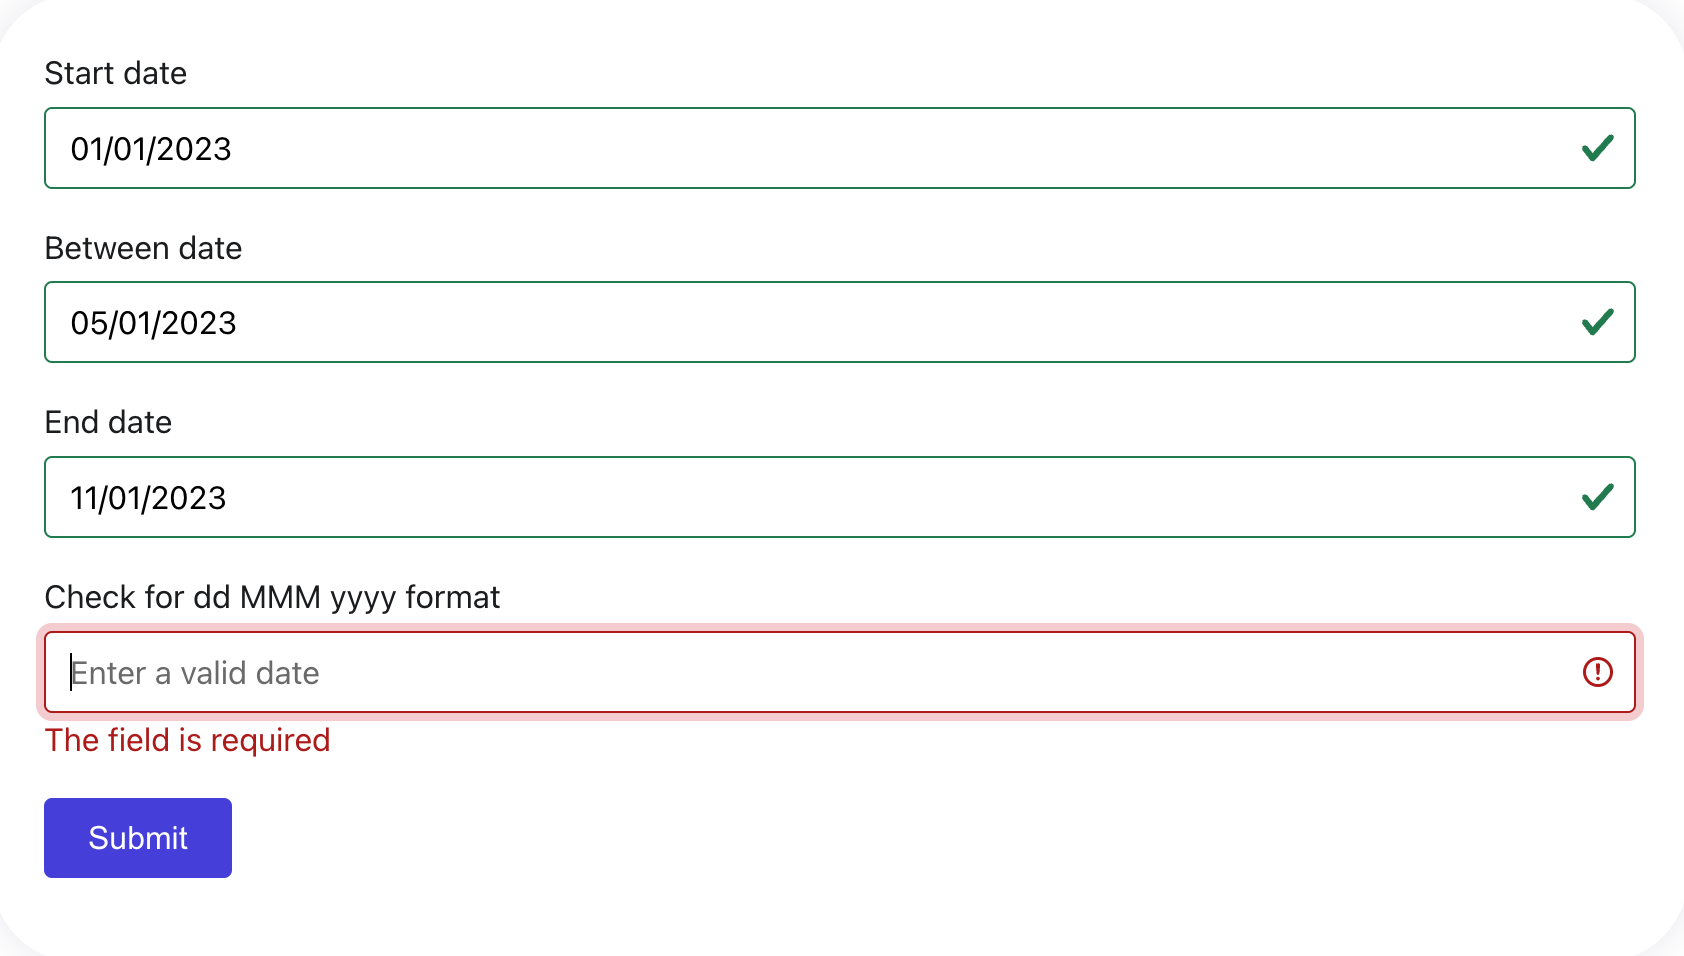 Start date
01/01/2023
Between date
05/01/2023
End date
11/01/2023
Check for dd MMM yyyy format
Enter a valid date
The field is required
Submit